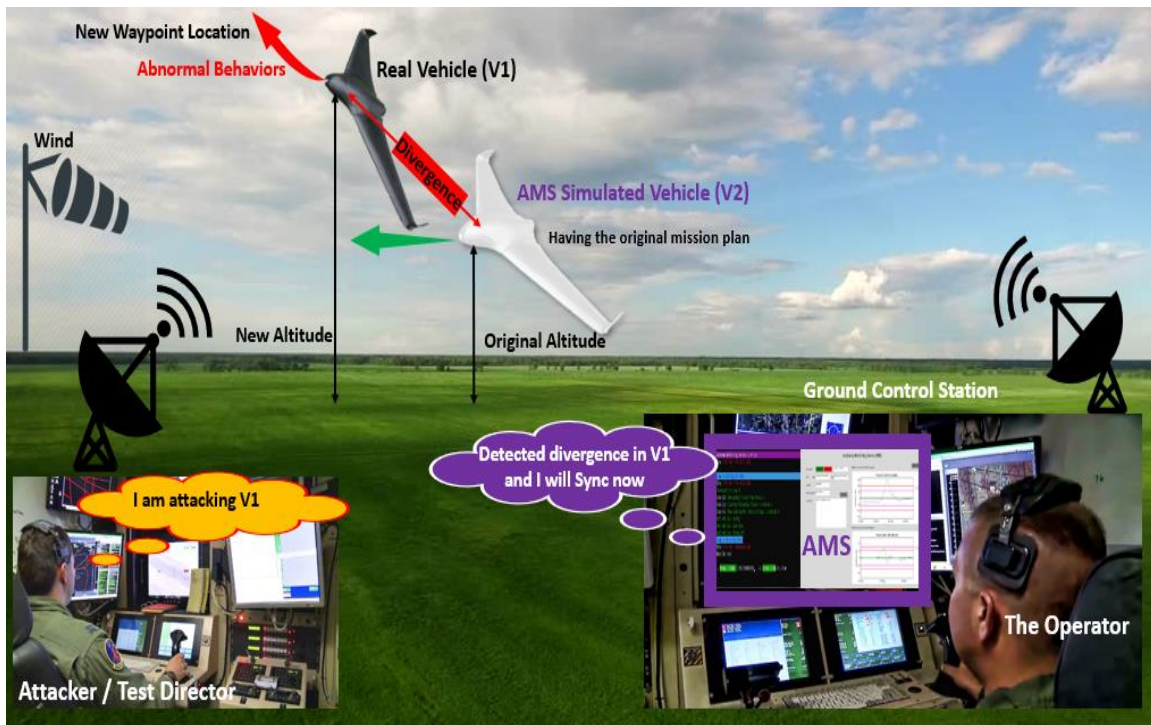 New Waypoint Location
Abnormal Behaviors
Real Vehicle (V1)
Wind
Divergence
AMS Simulated Vehicle (V2)
Having the original mission plan
New Altitude
Original Altitude
Ground Control Station
Detected divergence in V1
and I will Sync now
I am attacking V1
AMS
The Operator
Attacker / Test Director